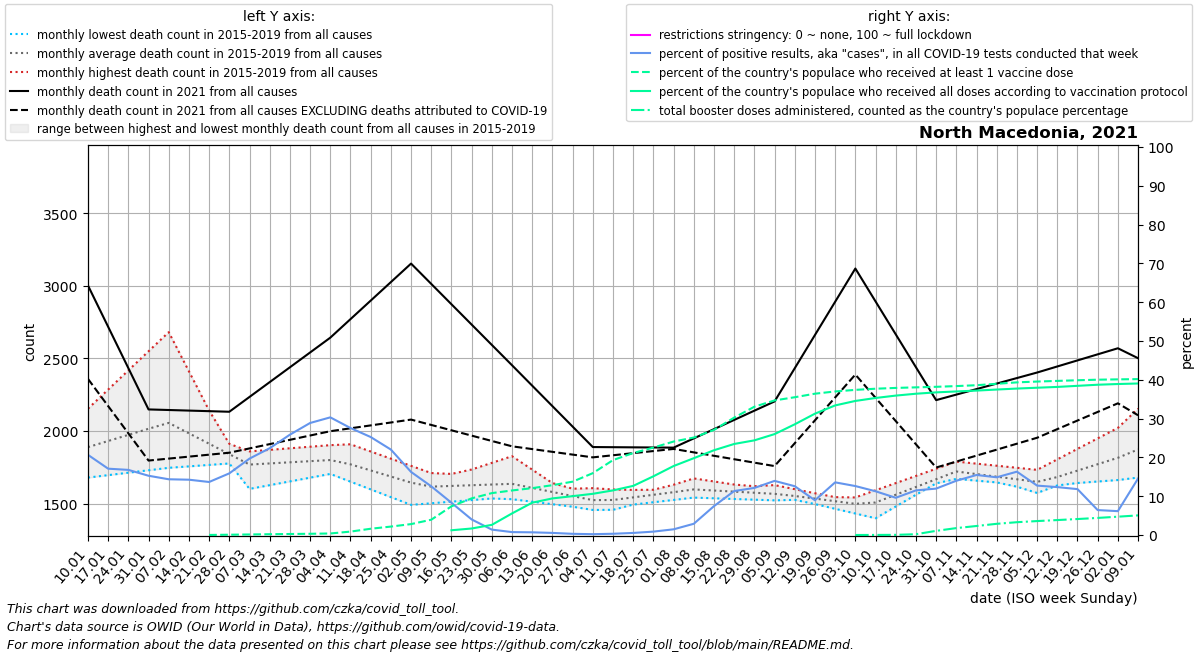 left Y axis:
monthly lowest death count in 2015-2019 from all causes
monthly average death count in 2015-2019 from all causes
monthly highest death count in 2015-2019 from all causes
monthly death count in 2021 from all causes
monthly death count in 2021 from all causes EXCLUDING deaths attributed to COVID-19
range between highest and lowest monthly death count from all causes in 2015-2019
right Y axis:
restrictions stringency: 0 ~ none, 100 ~ full lockdown
percent of positive results, aka "cases", in all COVID-19 tests conducted that week
percent of the country's populace who received at least 1 vaccine dose
percent of the country's populace who received all doses according to vaccination protocol
total booster doses administered, counted as the country's populace percentage
North Macedonia, 2021
count
3500
3000
2500
2000
1500
percent
100
90
80
70
60
50
40
30
20
10
0
10.01 17.01 24.01 31.01 07.02 14.02 21.02 28.02 07.03 14.03 21.03 28.03 04.04 11.04 18.04 25.04 02.05 09.05 16.05 23.05 30.05 06.06 13.06 20.06 27.06 04.07 11.07 18.07 25.07 01.08 08.08 15.08 22.08 29.08 05.09 12.09 19.09 26.09 03.10 10.10 17.10 24.10 31.10 07.11 14.11 21.11 28.11 05.12 12.12 19.12 26.12 02.01 09.01
date (ISO week Sunday)
This chart was downloaded from https://github.com/czka/covid_toll_tool.
Chart's data source is OWID (Our World in Data), https://github.com/owid/covid-19-data.
For more information about the data presented on this chart please see https://github.com/czka/covid_toll_tool/blob/main/README.md.